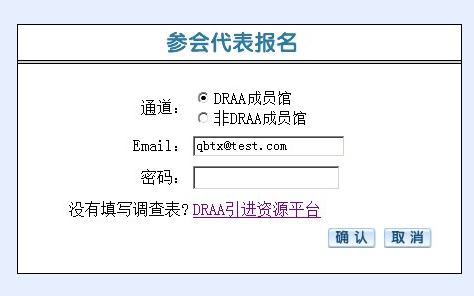 参会代表报名
通道： DRAA成员馆
非DRAA成员馆
Email： qbtx@test.com
密码：
没有填写调查表? DRAA引进资源平台
确 认 取 消